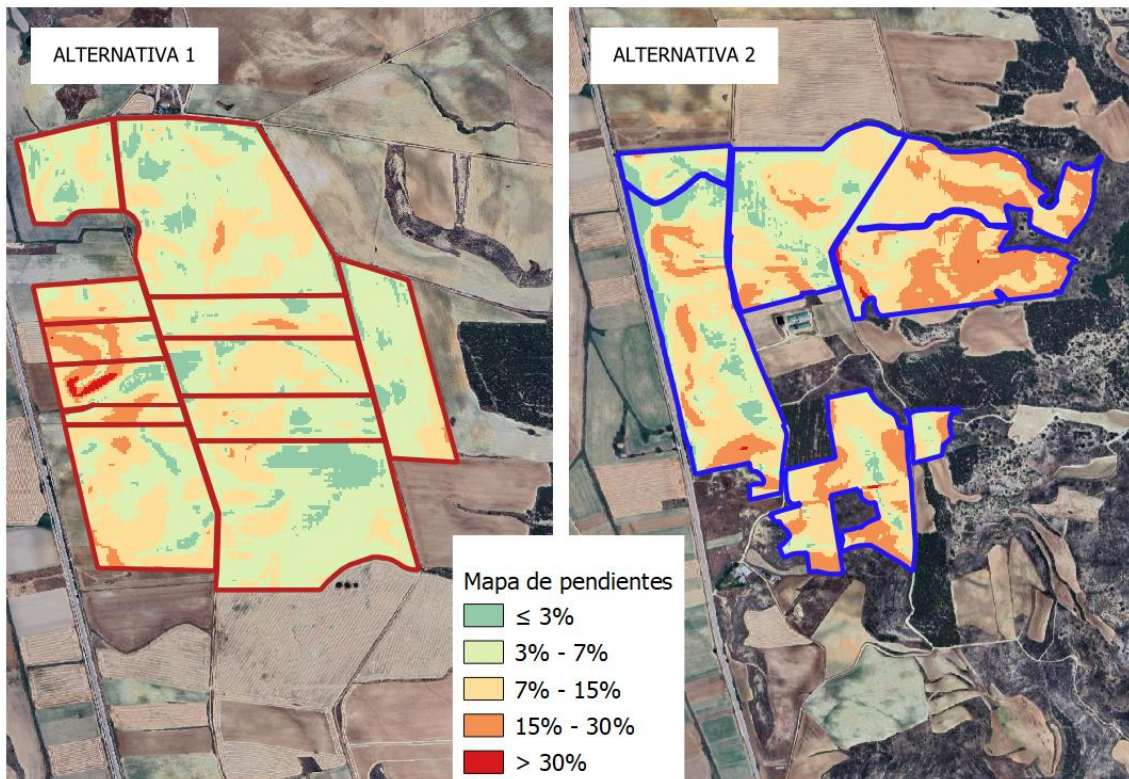 ALTERNATIVA 1
ALTERNATIVA 2
Mapa de pendientes
≤ 3%
3% - 7%
7% - 15%
15% - 30%
> 30%